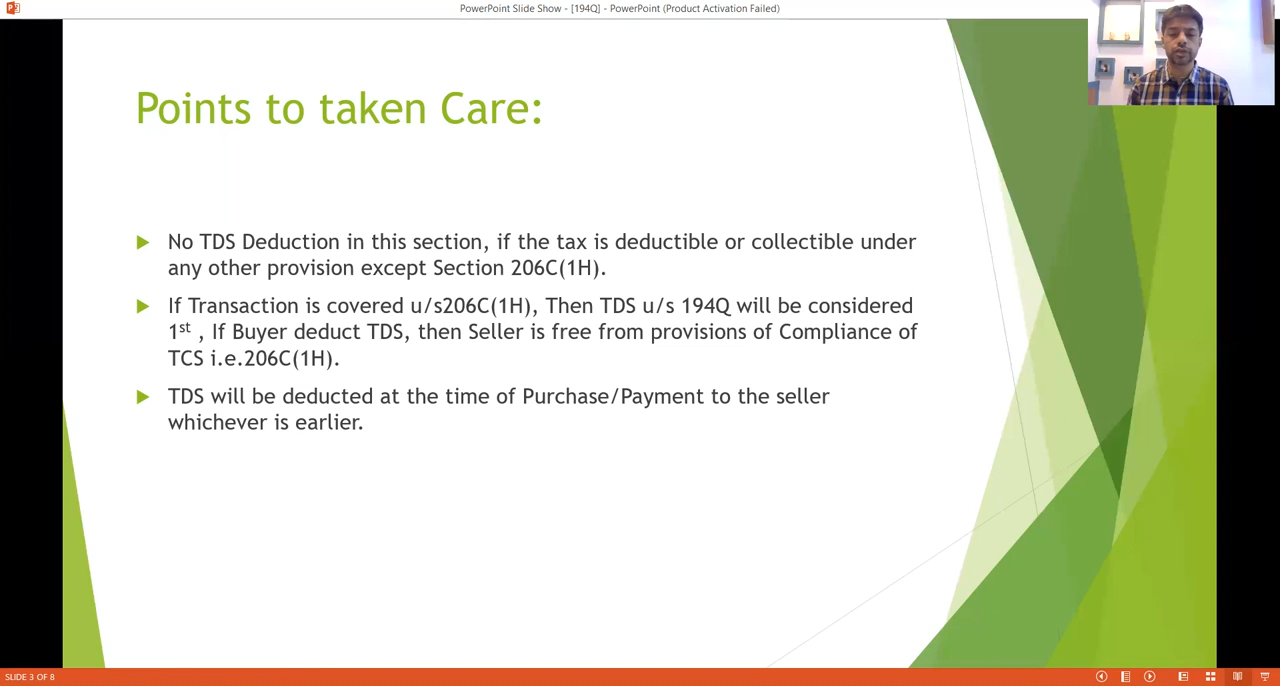 PowerPoint Slide Show - [194Q] - PowerPoint (Product Activation Failed)
Points to taken Care:
No TDS Deduction in this section, if the tax is deductible or collectible under
any other provision except Section 206C(1H).
If Transaction is covered u/s206C(1H), Then TDS u/s 194Q will be considered
1st , If Buyer deduct TDS, then Seller is free from provisions of Compliance of
TCS i.e.206C(1H).
TDS will be deducted at the time of Purchase/Payment to the seller
whichever is earlier.
SLIDE 3 OF 8